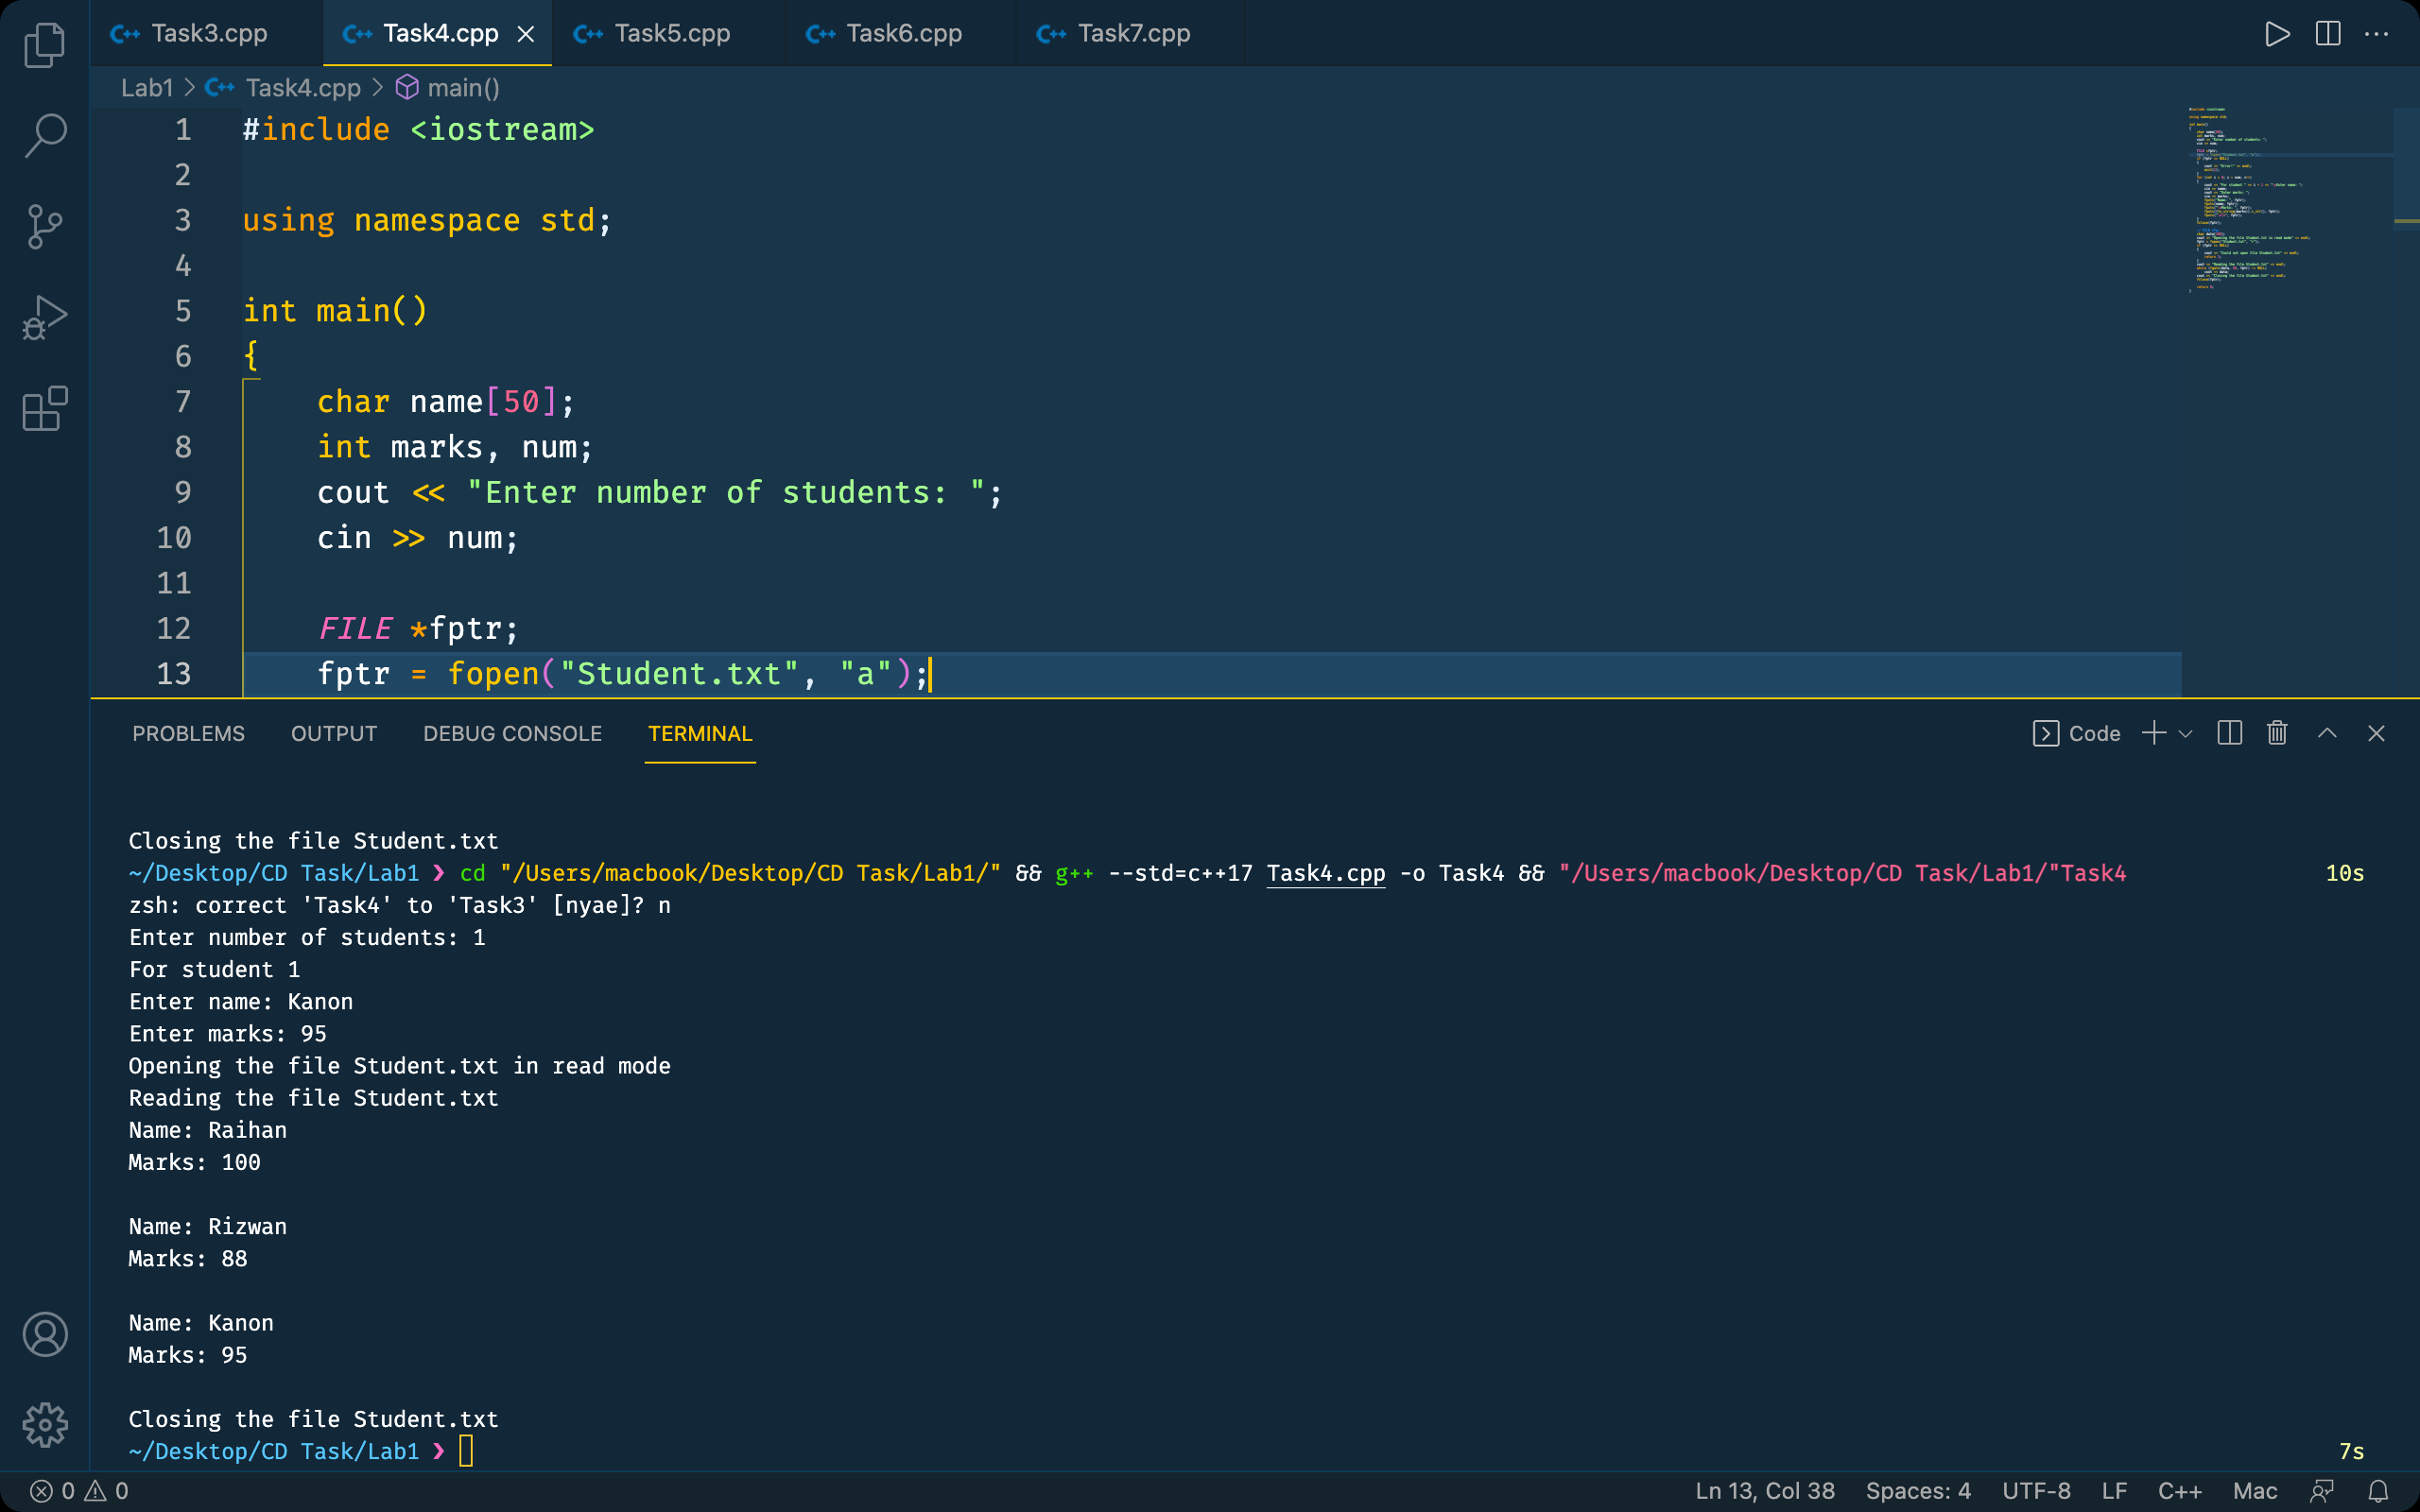 C++ Task3.cpp C++ Task4.cpp C++ Task5.cpp C++ Task6.cpp C++ Task7.cpp
Lab1 > C++ Task4.cpp > main()
1 #include <iostream>
2
3 using namespace std;
4
5 int main()
6 {
7 char name[50];
8 int marks, num;
9 cout << "Enter number of students: ";
10 cin >> num;
11
12 FILE *fptr;
13 fptr = fopen("Student.txt", "a");
PROBLEMS OUTPUT DEBUG CONSOLE TERMINAL Code
Closing the file Student.txt
~/Desktop/CD Task/Lab1 ❯ cd "/Users/macbook/Desktop/CD Task/Lab1/" && g++ --std=c++17 Task4.cpp -o Task4 && "/Users/macbook/Desktop/CD Task/Lab1/"Task4 10s
zsh: correct 'Task4' to 'Task3' [nyae]? n
Enter number of students: 1
For student 1
Enter name: Kanon
Enter marks: 95
Opening the file Student.txt in read mode
Reading the file Student.txt
Name: Raihan
Marks: 100
Name: Rizwan
Marks: 88
Name: Kanon
Marks: 95
Closing the file Student.txt
~/Desktop/CD Task/Lab1 ❯ 7s
0 0 Ln 13, Col 38 Spaces: 4 UTF-8 LF C++ Mac